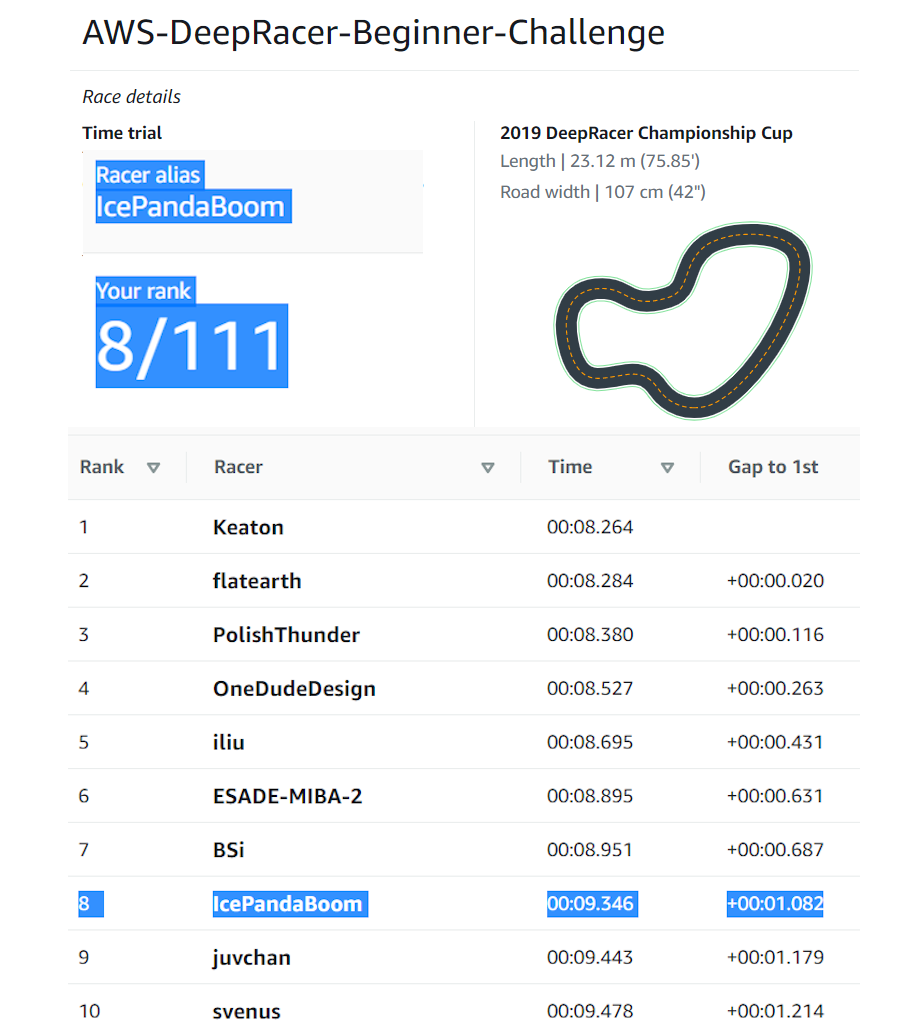 AWS-DeepRacer-Beginner-Challenge
Race details
Time trial
Racer alias
IcePandaBoom
Your rank
8/111
2019 DeepRacer Championship Cup
Length | 23.12 m (75.85')
Road width | 107 cm (42")
Rank Racer Time Gap to 1st
1 Keaton 00:08.264
2 flatearth 00:08.284 +00:00.020
3 PolishThunder 00:08.380 +00:00.116
4 OneDudeDesign 00:08.527 +00:00.263
5 iliu 00:08.695 +00:00.431
6 ESADE-MIBA-2 00:08.895 +00:00.631
7 BSi 00:08.951 +00:00.687
8 IcePandaBoom 00:09.346 +00:01.082
9 juvchan 00:09.443 +00:01.179
10 svenus 00:09.478 +00:01.214